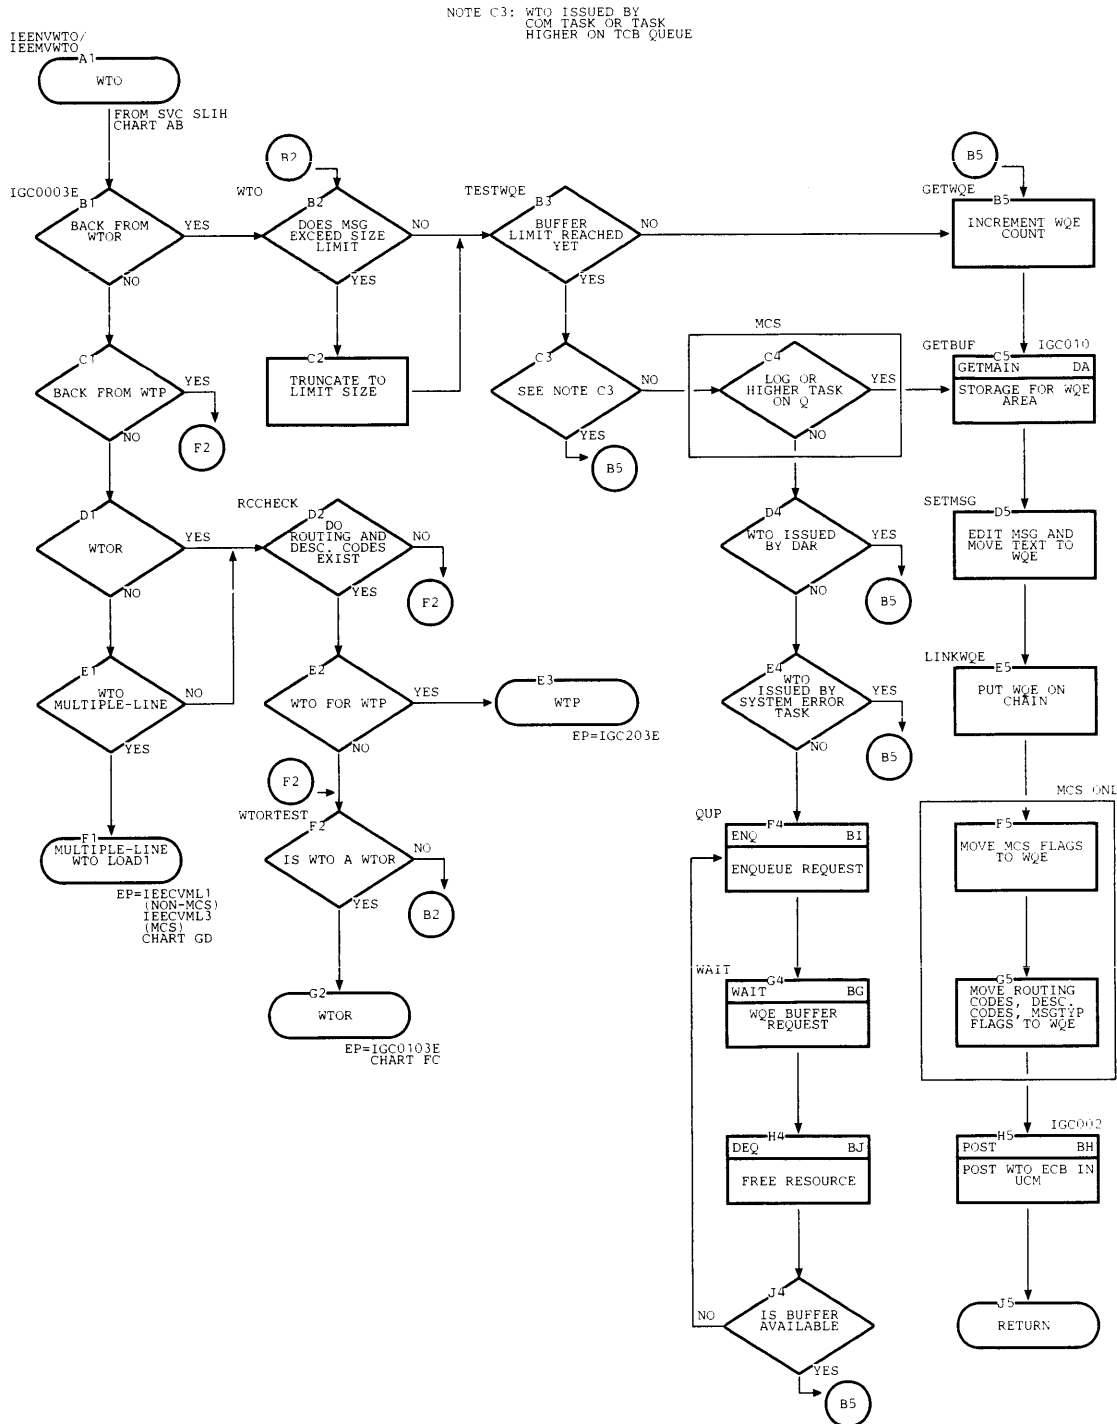 NOTE C3: WTO ISSUED BY
COM TASK OR TASK
HIGHER ON TCB QUEUE
IEENVWTO/
IEEMVWTO
A1
WTO
FROM SVC SLIH
CHART AB
B2
B5
IGC0003E
B1
BACK FROM
WTOR
YES
NO
WTO
B2
DOES MSG
EXCEED SIZE
LIMIT
NO
YES
TESTWQE
B3
BUFFER
LIMIT REACHED
YET
NO
YES
GETWQE
B5
INCREMENT WQE
COUNT
C1
BACK FROM WTP
YES
F2
NO
C2
TRUNCATE TO
LIMIT SIZE
C3
SEE NOTE C3
NO
YES
B5
MCS
C4
LOG OR
HIGHER TASK
ON Q
YES
NO
GETBUF
IGC010
C5
GETMAIN DA
STORAGE FOR WQE
AREA
D1
WTOR
YES
NO
RCCHECK
D2
DO
ROUTING AND
DESC. CODES
EXIST
NO
F2
YES
D4
WTO ISSUED
BY DAR
YES
B5
NO
SETMSG
D5
EDIT MSG AND
MOVE TEXT TO
WQE
E1
WTO
MULTIPLE-LINE
NO
YES
E2
WTO FOR WTP
YES
NO
E3
WTP
EP=IGC203E
E4
WTO
ISSUED BY
SYSTEM ERROR
TASK
YES
B5
NO
LINKWQE
E5
PUT WQE ON
CHAIN
F1
MULTIPLE-LINE
WTO LOAD1
EP=IEECVML1
(NON-MCS)
IEECVML3
(MCS)
CHART GD
F2
WTORTEST
F2
IS WTO A WTOR
NO
B2
YES
QUP
F4
ENQ BI
ENQUEUE REQUEST
MCS ONL
F5
MOVE MCS FLAGS
TO WQE
G2
WTOR
EP=IGC0103E
CHART FC
WAIT
G4
WAIT BG
WQE BUFFER
REQUEST
G5
MOVE ROUTING
CODES, DESC.
CODES, MSGTYP
FLAGS TO WQE
H4
DEQ BJ
FREE RESOURCE
IGC002
H5
POST BH
POST WTO ECB IN
UCM
J4
IS BUFFER
AVAILABLE
NO
YES
B5
J5
RETURN